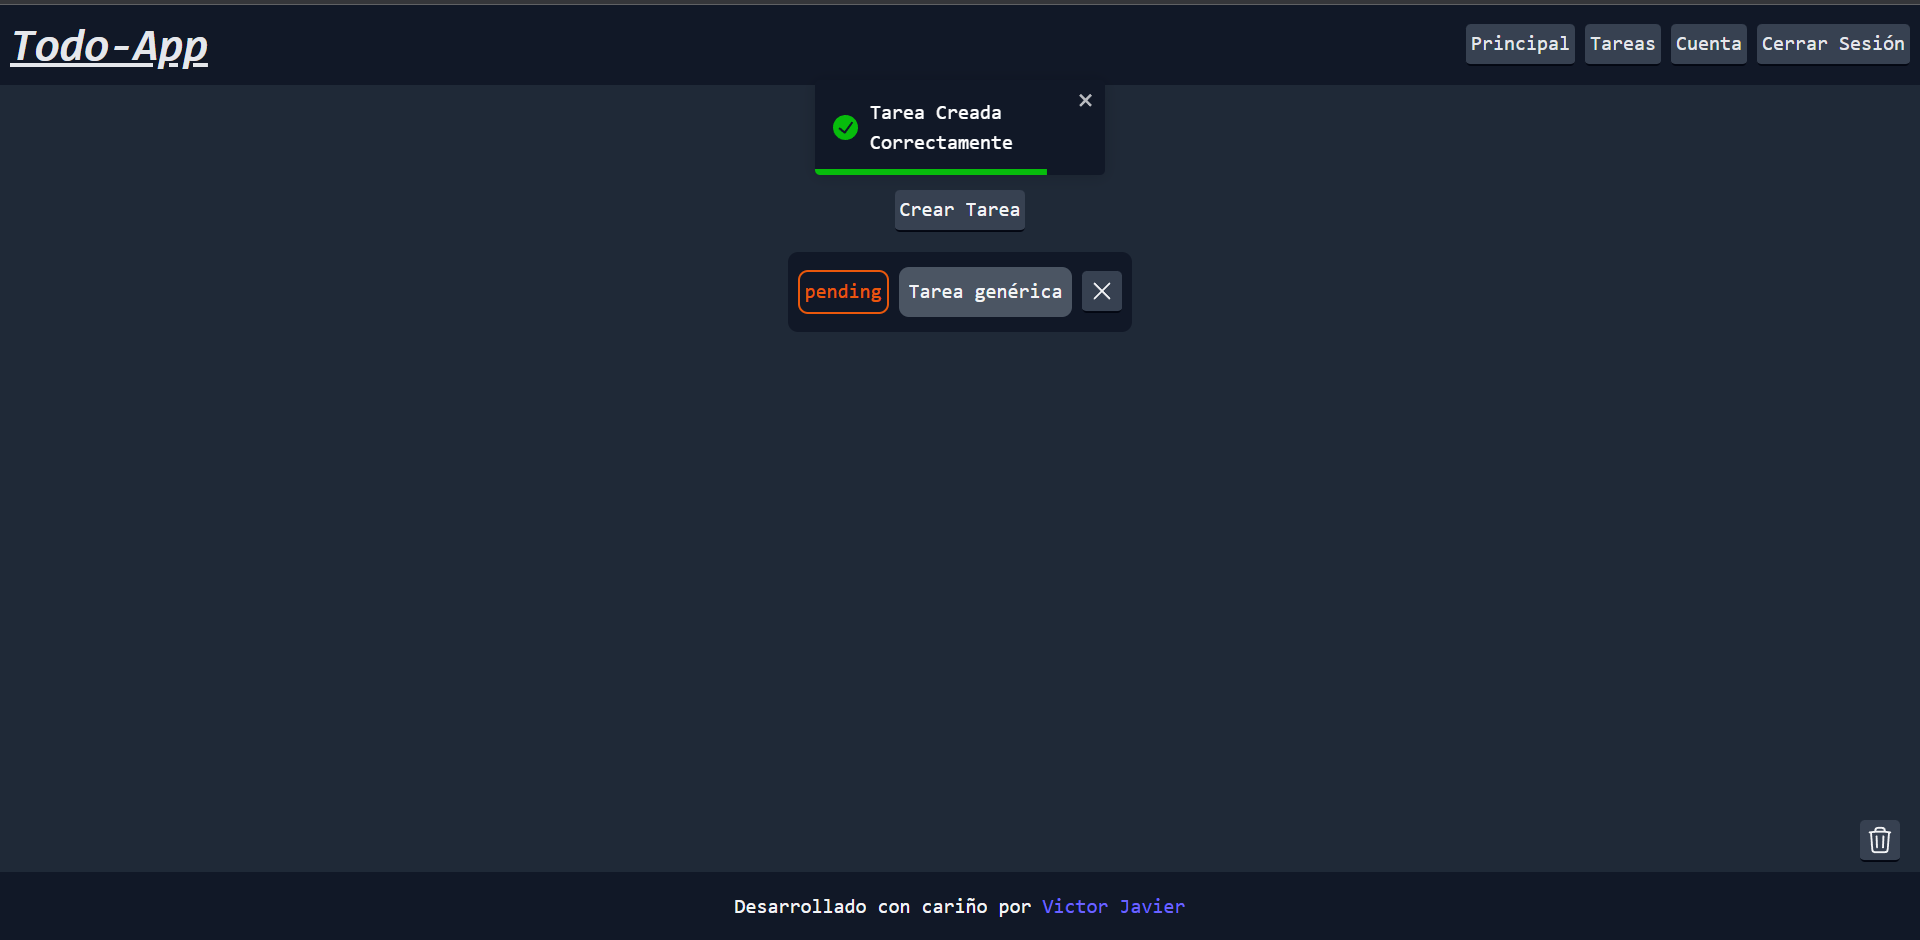 Todo-App
Principal
Tareas
Cuenta
Cerrar Sesión
Tarea Creada
Correctamente
Crear Tarea
pending
Tarea genérica
Desarrollado con cariño por Victor Javier